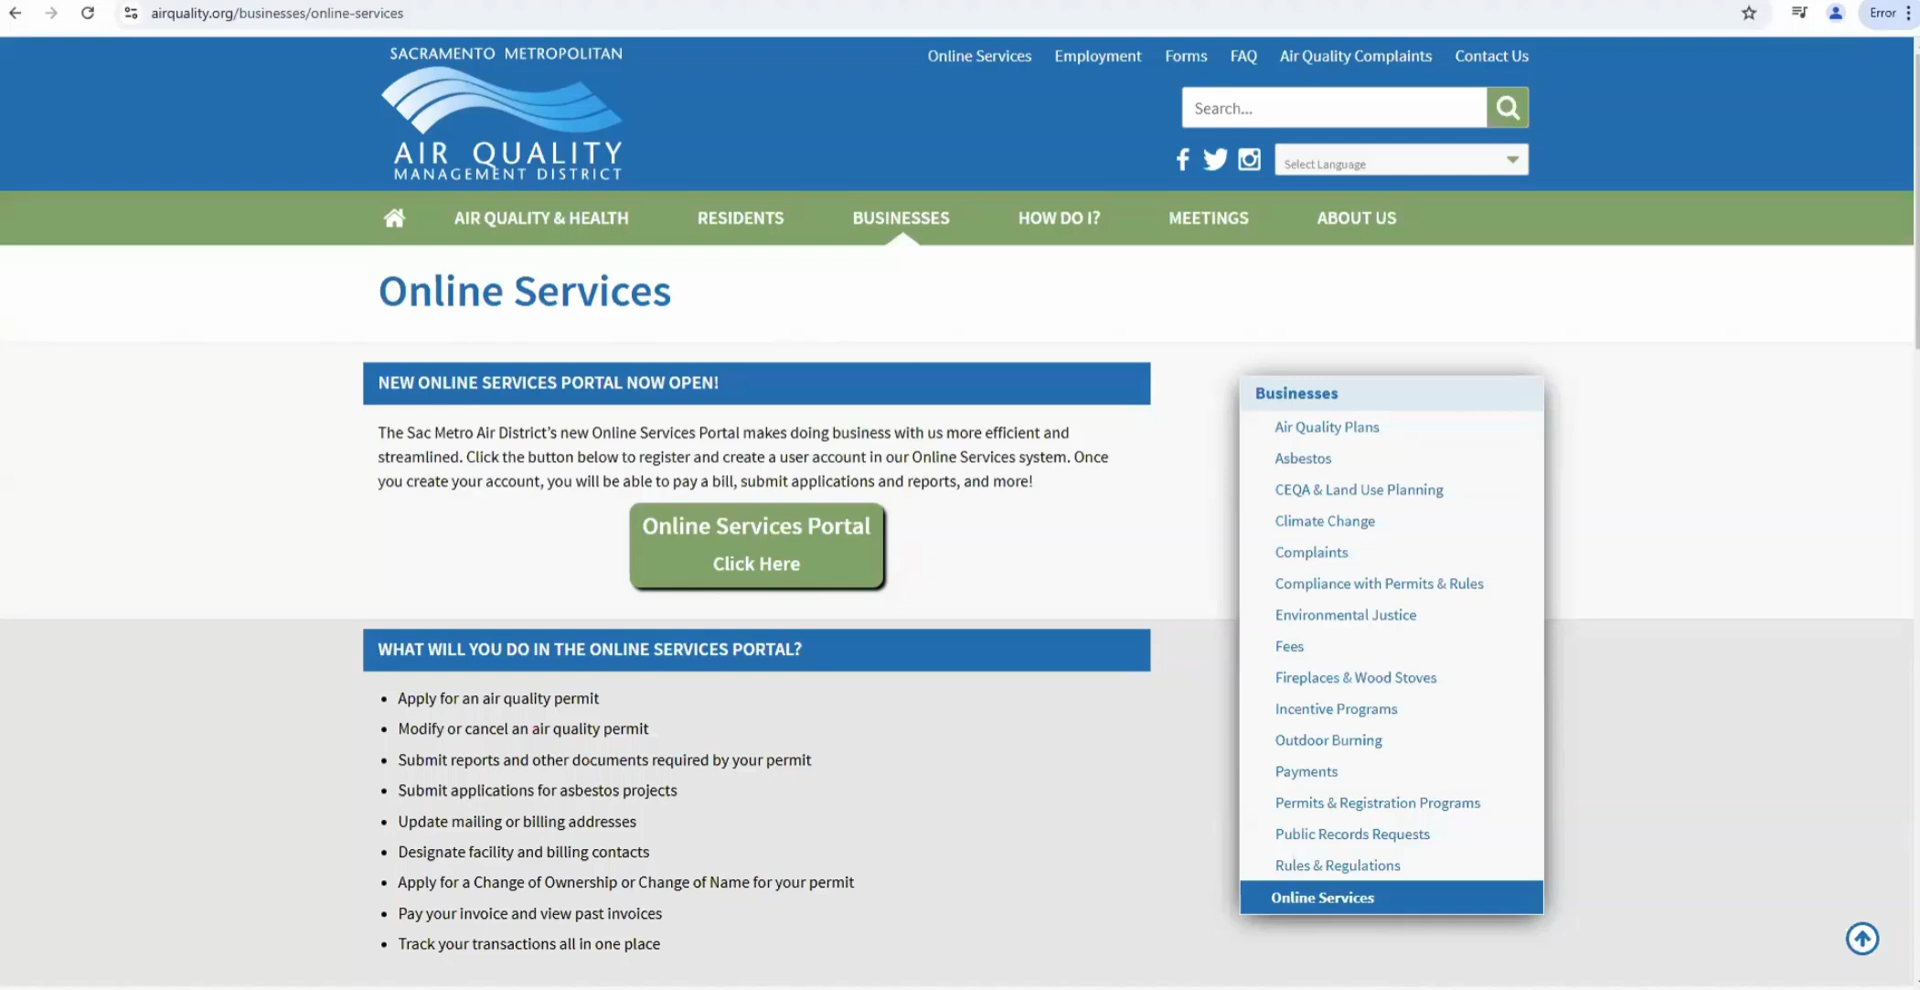 airquality.org/businesses/online-services
Error
SACRAMENTO METROPOLITAN
AIR QUALITY
MANAGEMENT DISTRICT
Online Services Employment Forms FAQ Air Quality Complaints Contact Us
Search...
Select Language
AIR QUALITY & HEALTH RESIDENTS BUSINESSES HOW DO I? MEETINGS ABOUT US
Online Services
NEW ONLINE SERVICES PORTAL NOW OPEN!
The Sac Metro Air District's new Online Services Portal makes doing business with us more efficient and
streamlined. Click the button below to register and create a user account in our Online Services system. Once
you create your account, you will be able to pay a bill, submit applications and reports, and more!
Online Services Portal
Click Here
WHAT WILL YOU DO IN THE ONLINE SERVICES PORTAL?
• Apply for an air quality permit
• Modify or cancel an air quality permit
• Submit reports and other documents required by your permit
• Submit applications for asbestos projects
• Update mailing or billing addresses
• Designate facility and billing contacts
• Apply for a Change of Ownership or Change of Name for your permit
• Pay your invoice and view past invoices
• Track your transactions all in one place
Businesses
Air Quality Plans
Asbestos
CEQA & Land Use Planning
Climate Change
Complaints
Compliance with Permits & Rules
Environmental Justice
Fees
Fireplaces & Wood Stoves
Incentive Programs
Outdoor Burning
Payments
Permits & Registration Programs
Public Records Requests
Rules & Regulations
Online Services